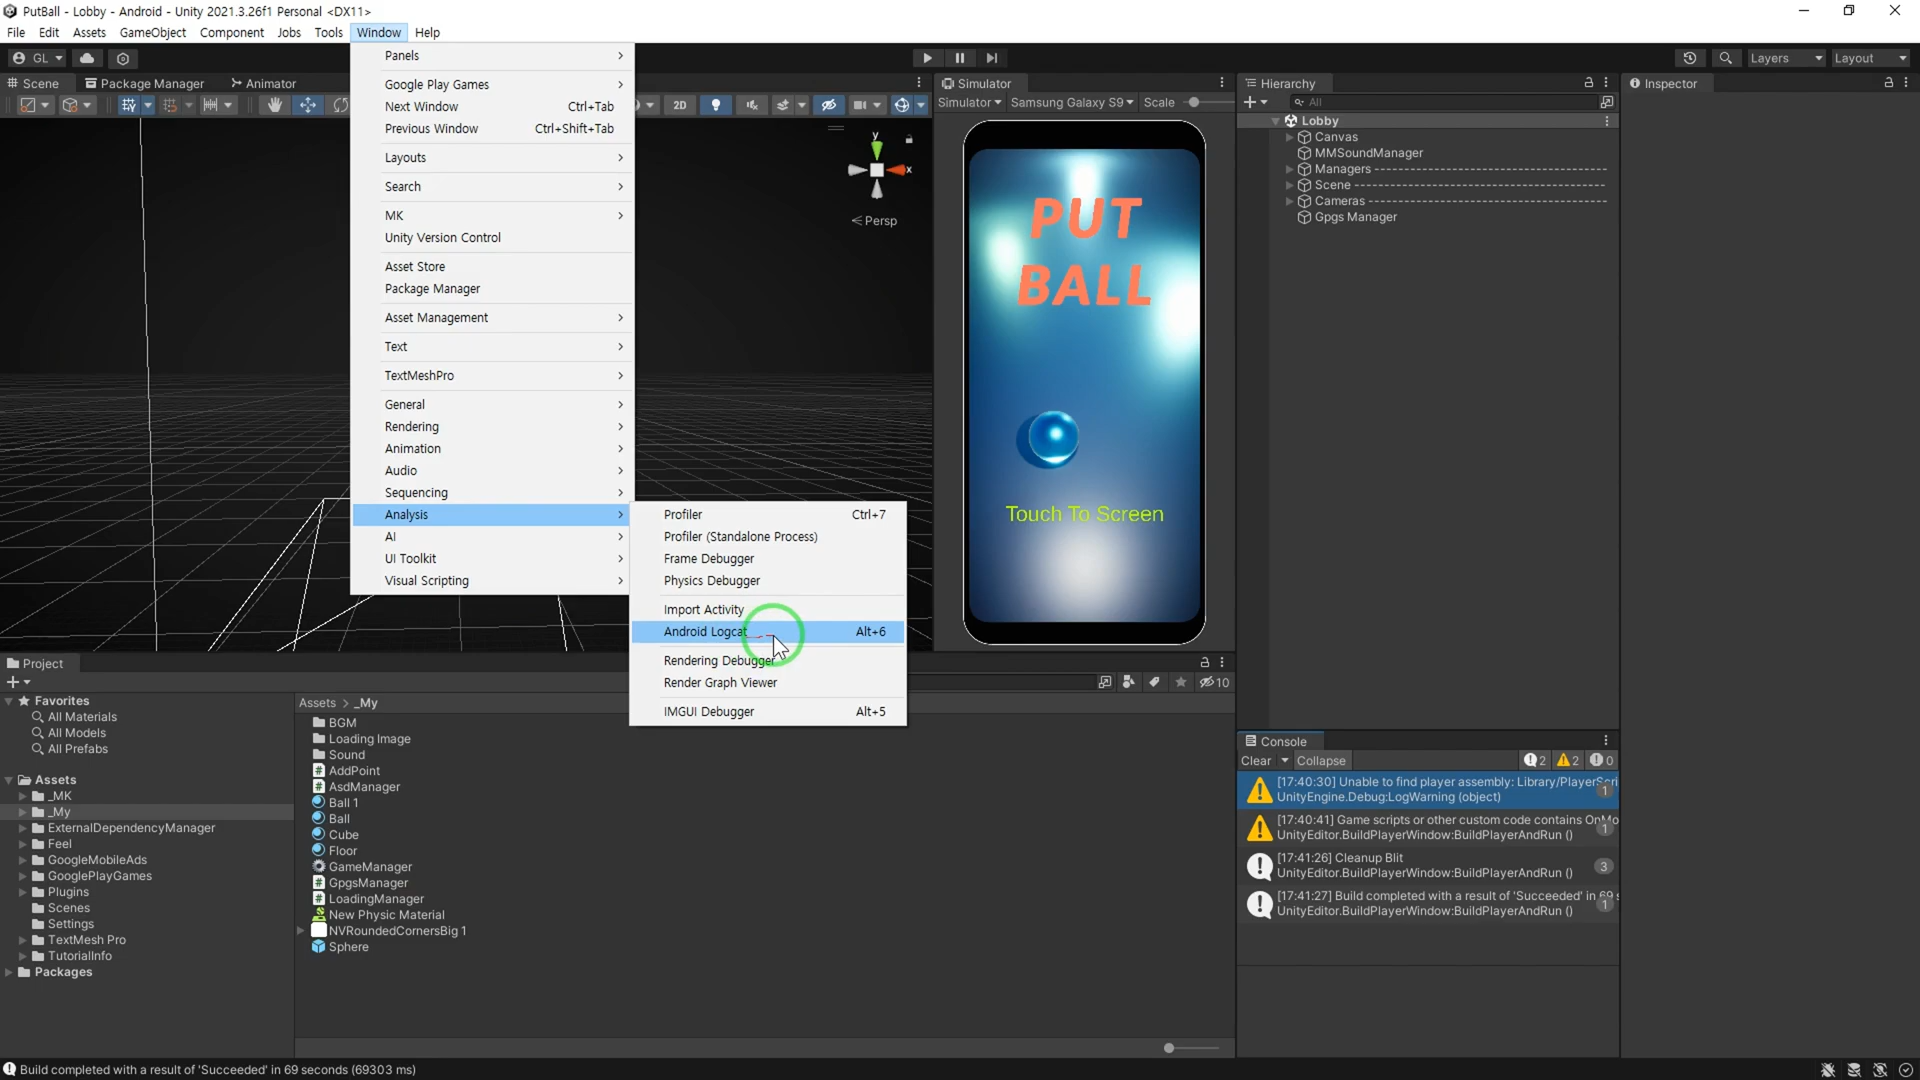 PutBall - Lobby - Android - Unity 2021.3.26f1 Personal <DX11>
File Edit Assets GameObject Component Jobs Tools Window Help
GL
Layers Layout
Scene Package Manager Animator
Panels
Google Play Games
Next Window Ctrl+Tab
Previous Window Ctrl+Shift+Tab
Layouts
Search
MK
Unity Version Control
Asset Store
Package Manager
Asset Management
Text
TextMeshPro
General
Rendering
Animation
Audio
Sequencing
Analysis
AI
UI Toolkit
Visual Scripting
Profiler Ctrl+7
Profiler (Standalone Process)
Frame Debugger
Physics Debugger
Import Activity
Android Logcat Alt+6
Rendering Debugger
Render Graph Viewer
IMGUI Debugger Alt+5
2D
y
x
Persp
Simulator
Simulator Samsung Galaxy S9 Scale
PUT
BALL
Touch To Screen
Hierarchy
All
Lobby
Canvas
MMSoundManager
Managers
Scene
Cameras
Gpgs Manager
Inspector
Project
10
Favorites
All Materials
All Models
All Prefabs
Assets
_MK
_My
ExternalDependencyManager
Feel
GoogleMobileAds
GooglePlayGames
Plugins
Scenes
Settings
TextMesh Pro
TutorialInfo
Packages
Assets > _My
BGM
Loading Image
Sound
AddPoint
AsdManager
Ball 1
Ball
Cube
Floor
GameManager
GpgsManager
LoadingManager
New Physic Material
NVRoundedCornersBig 1
Sphere
Console
Clear Collapse 2 2 0
[17:40:30] Unable to find player assembly: Library/PlayerScri
UnityEngine.Debug:LogWarning (object) 1
[17:40:41] Game scripts or other custom code contains OnMo
UnityEditor.BuildPlayerWindow:BuildPlayerAndRun () 1
[17:41:26] Cleanup Blit
UnityEditor.BuildPlayerWindow:BuildPlayerAndRun () 3
[17:41:27] Build completed with a result of 'Succeeded' in 69 s
UnityEditor.BuildPlayerWindow:BuildPlayerAndRun () 1
Build completed with a result of 'Succeeded' in 69 seconds (69303 ms)